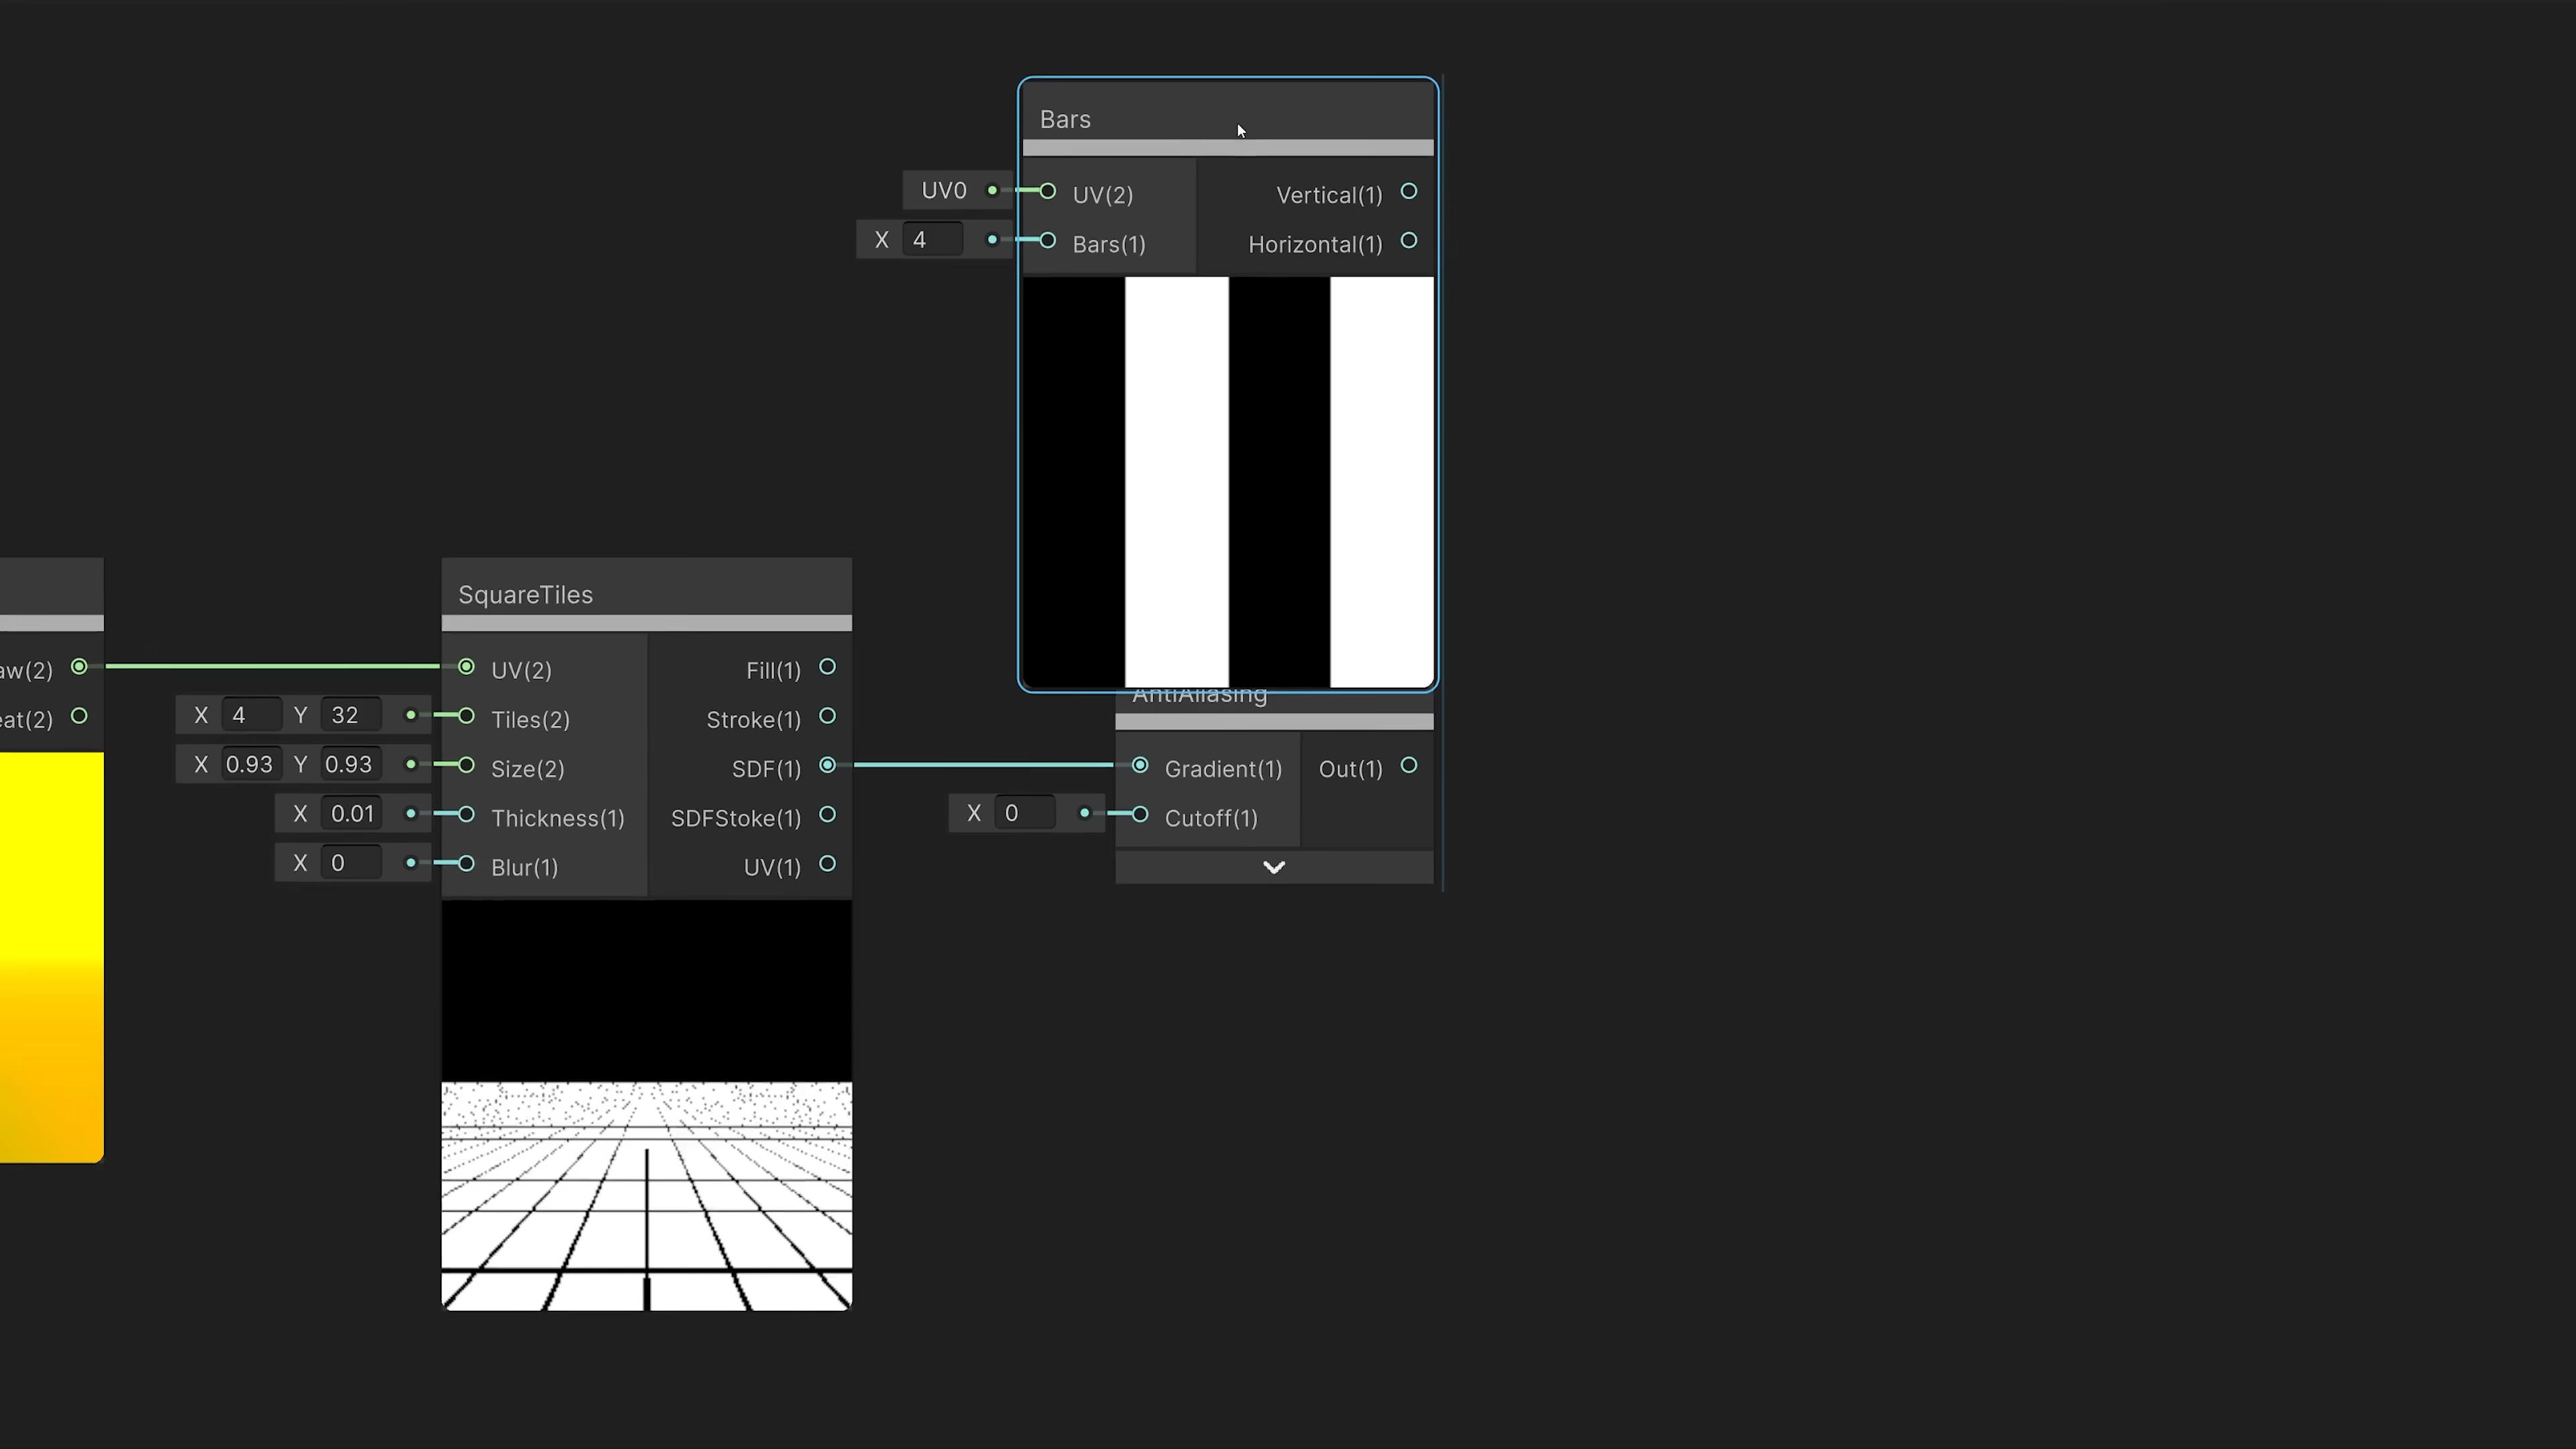 Bars
UV0
UV(2)
Vertical(1)
X 4
Bars(1)
Horizontal(1)
SquareTiles
aw(2)
UV(2)
Fill(1)
eat(2)
X 4 Y 32
Tiles(2)
Stroke(1)
X 0.93 Y 0.93
Size(2)
SDF(1)
X 0.01
Thickness(1)
SDFStoke(1)
X 0
Blur(1)
UV(1)
AntiAliasing
Gradient(1)
Out(1)
X 0
Cutoff(1)